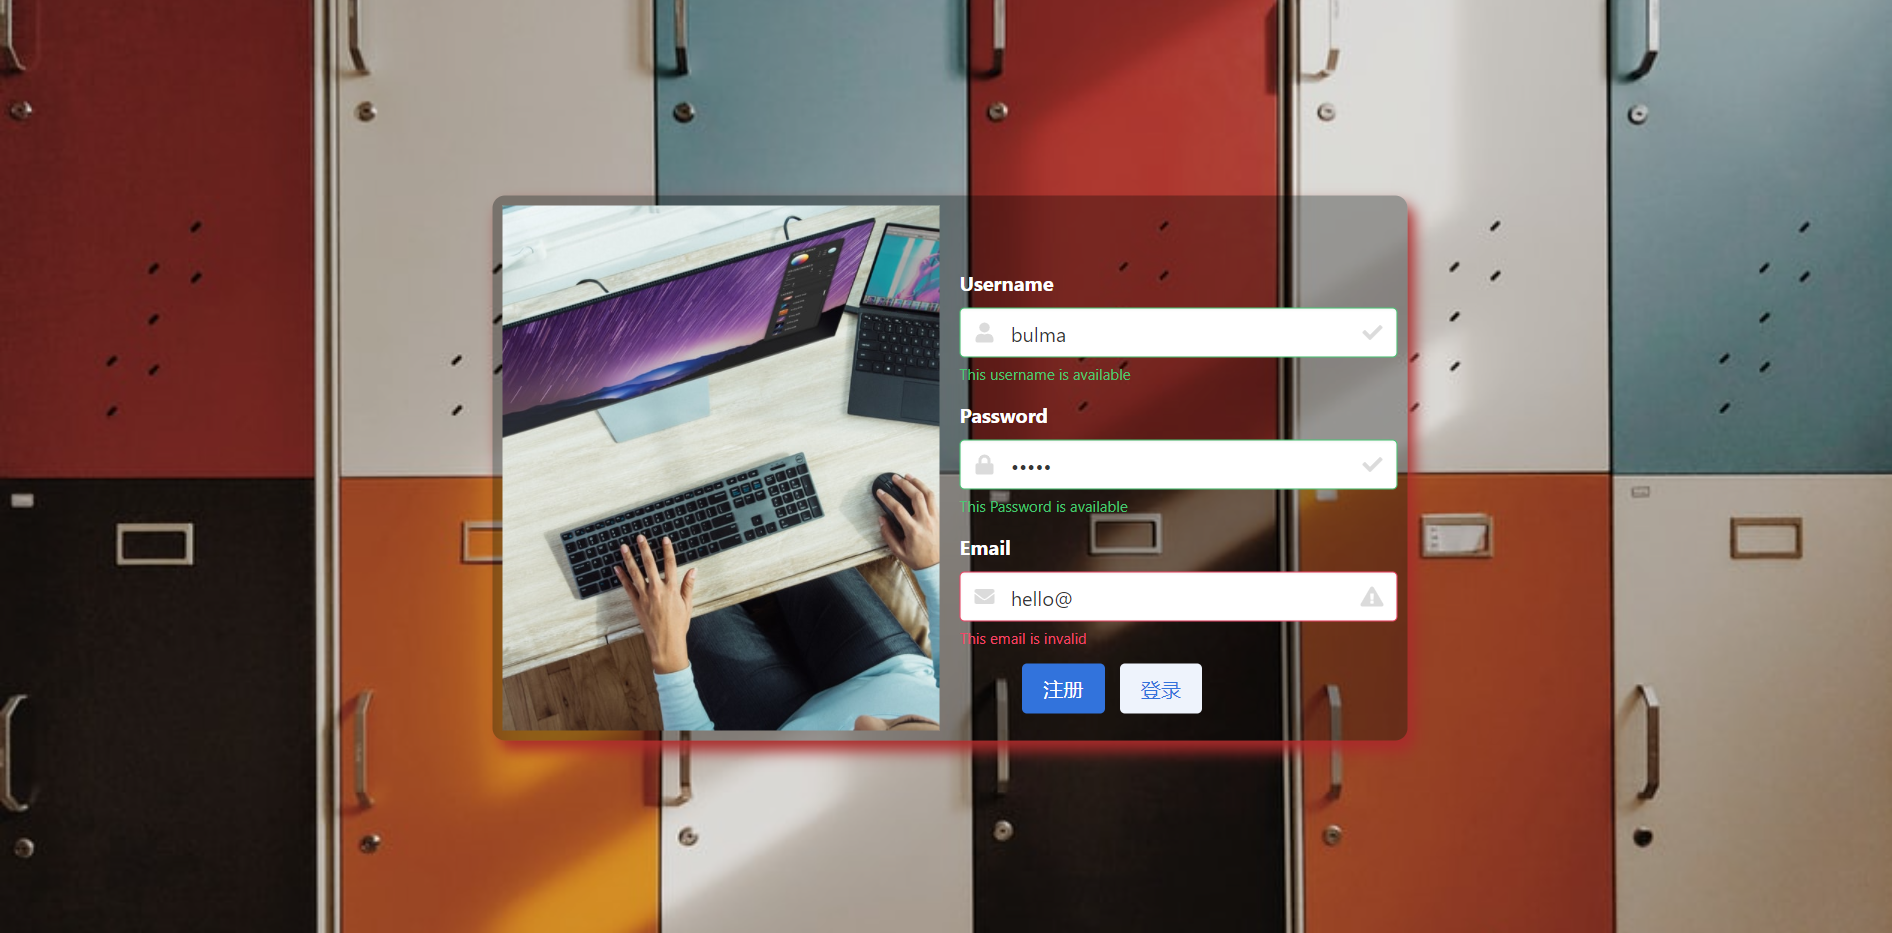 Username
bulma
This username is available
Password
•••••
This Password is available
Email
hello@
This email is invalid
注册 登录